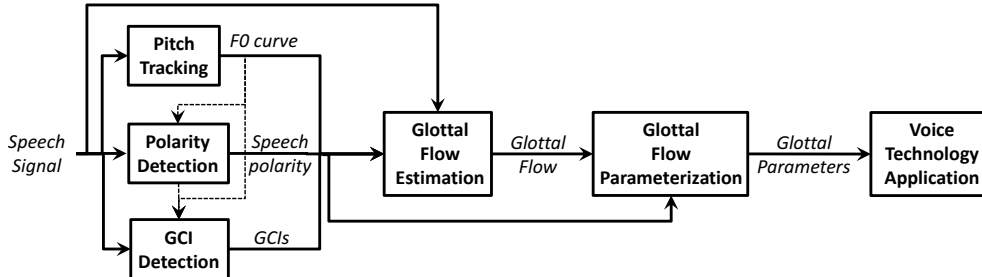 Pitch
Tracking
F0 curve
Speech
Signal
Polarity
Detection
Speech
polarity
GCI
Detection
GCIs
Glottal
Flow
Estimation
Glottal
Flow
Glottal
Flow
Parameterization
Glottal
Parameters
Voice
Technology
Application